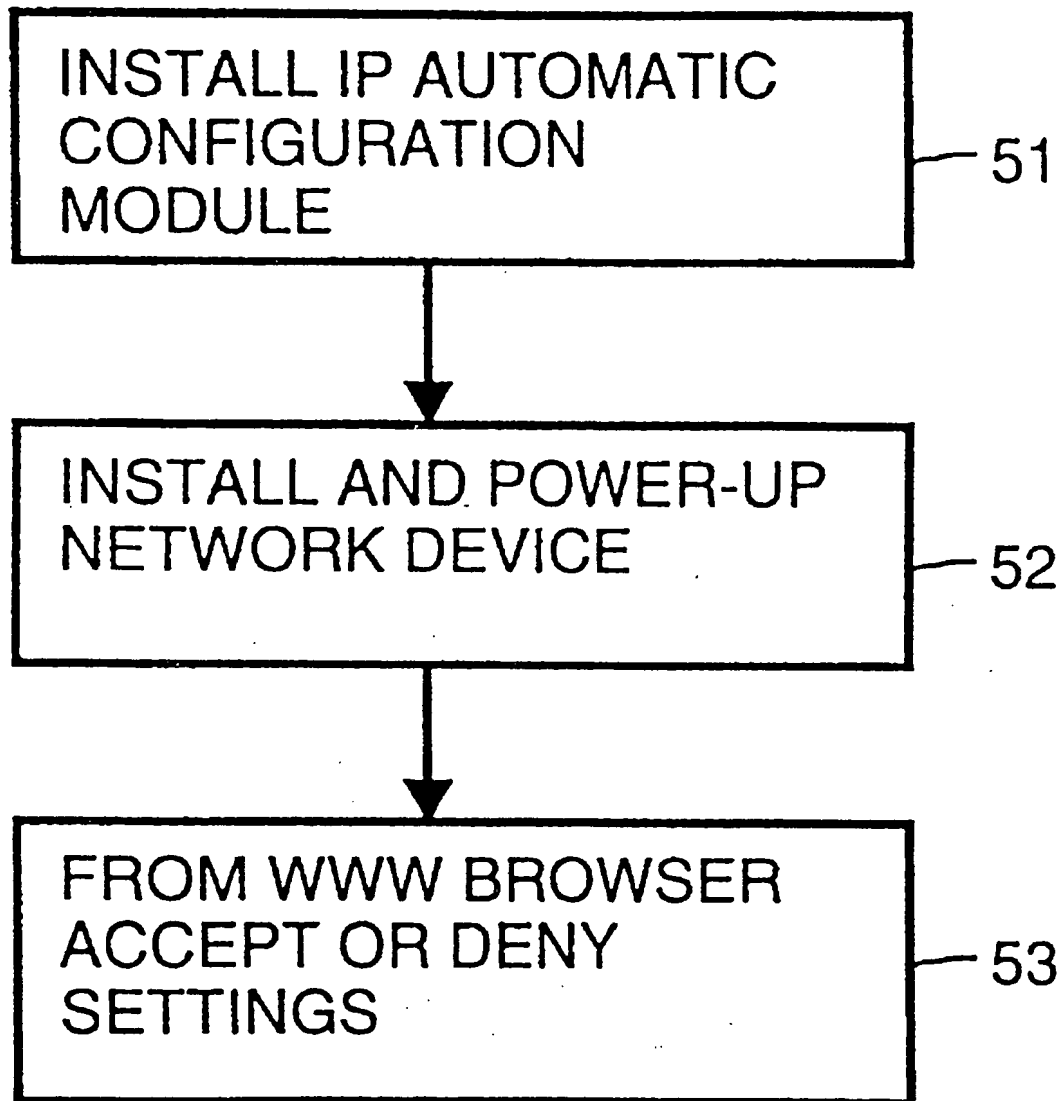 INSTALL IP AUTOMATIC
CONFIGURATION
MODULE
51
INSTALL AND POWER-UP
NETWORK DEVICE
52
FROM WWW BROWSER
ACCEPT OR DENY
SETTINGS
53